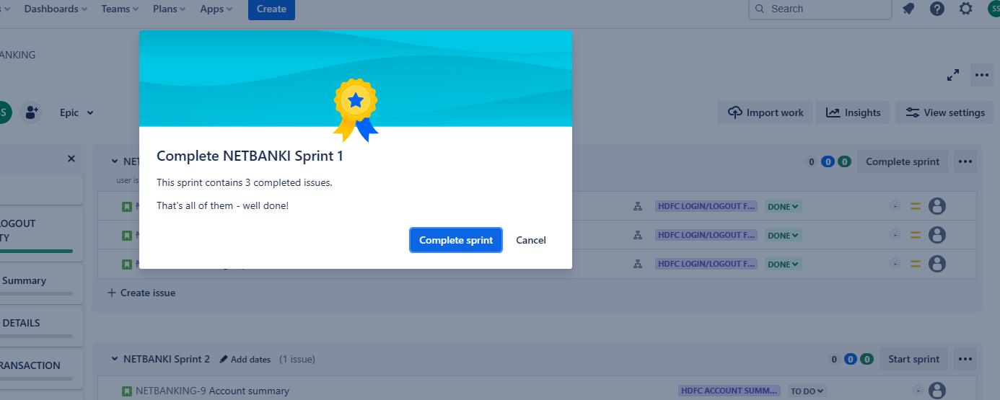 Dashboards
Teams
Plans
Apps
Create
Search
SS
ANKING
Epic
Import work
Insights
View settings
Complete NETBANKI Sprint 1
This sprint contains 3 completed issues.
That's all of them - well done!
Complete sprint
Cancel
0 0 0 Complete sprint
HDFC LOGIN/LOGOUT F... DONE -
HDFC LOGIN/LOGOUT F... DONE -
HDFC LOGIN/LOGOUT F... DONE -
Create issue
LOGOUT
TY
Summary
DETAILS
RANSACTION
NETBANKI Sprint 2 Add dates (1 issue) 0 0 0 Start sprint
NETBANKING-9 Account summary HDFC ACCOUNT SUMM... TO DO -